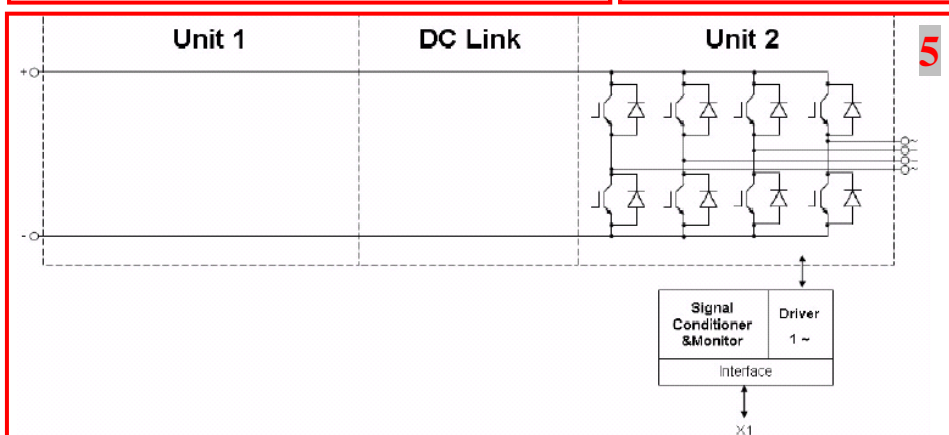 Unit 1 DC Link Unit 2
5
+
~
~
~
~
-
Signal
Conditioner
&Monitor
Driver
1 ~
Interface
X1